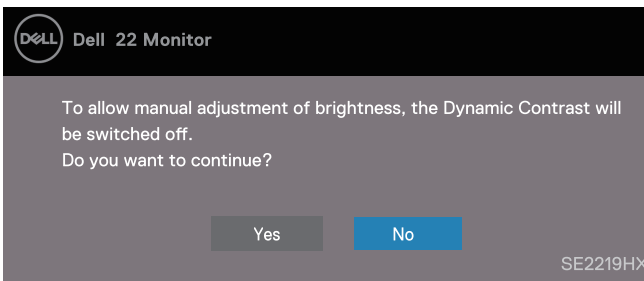 DELL Dell 22 Monitor
To allow manual adjustment of brightness, the Dynamic Contrast will
be switched off.
Do you want to continue?
Yes No
SE2219HX